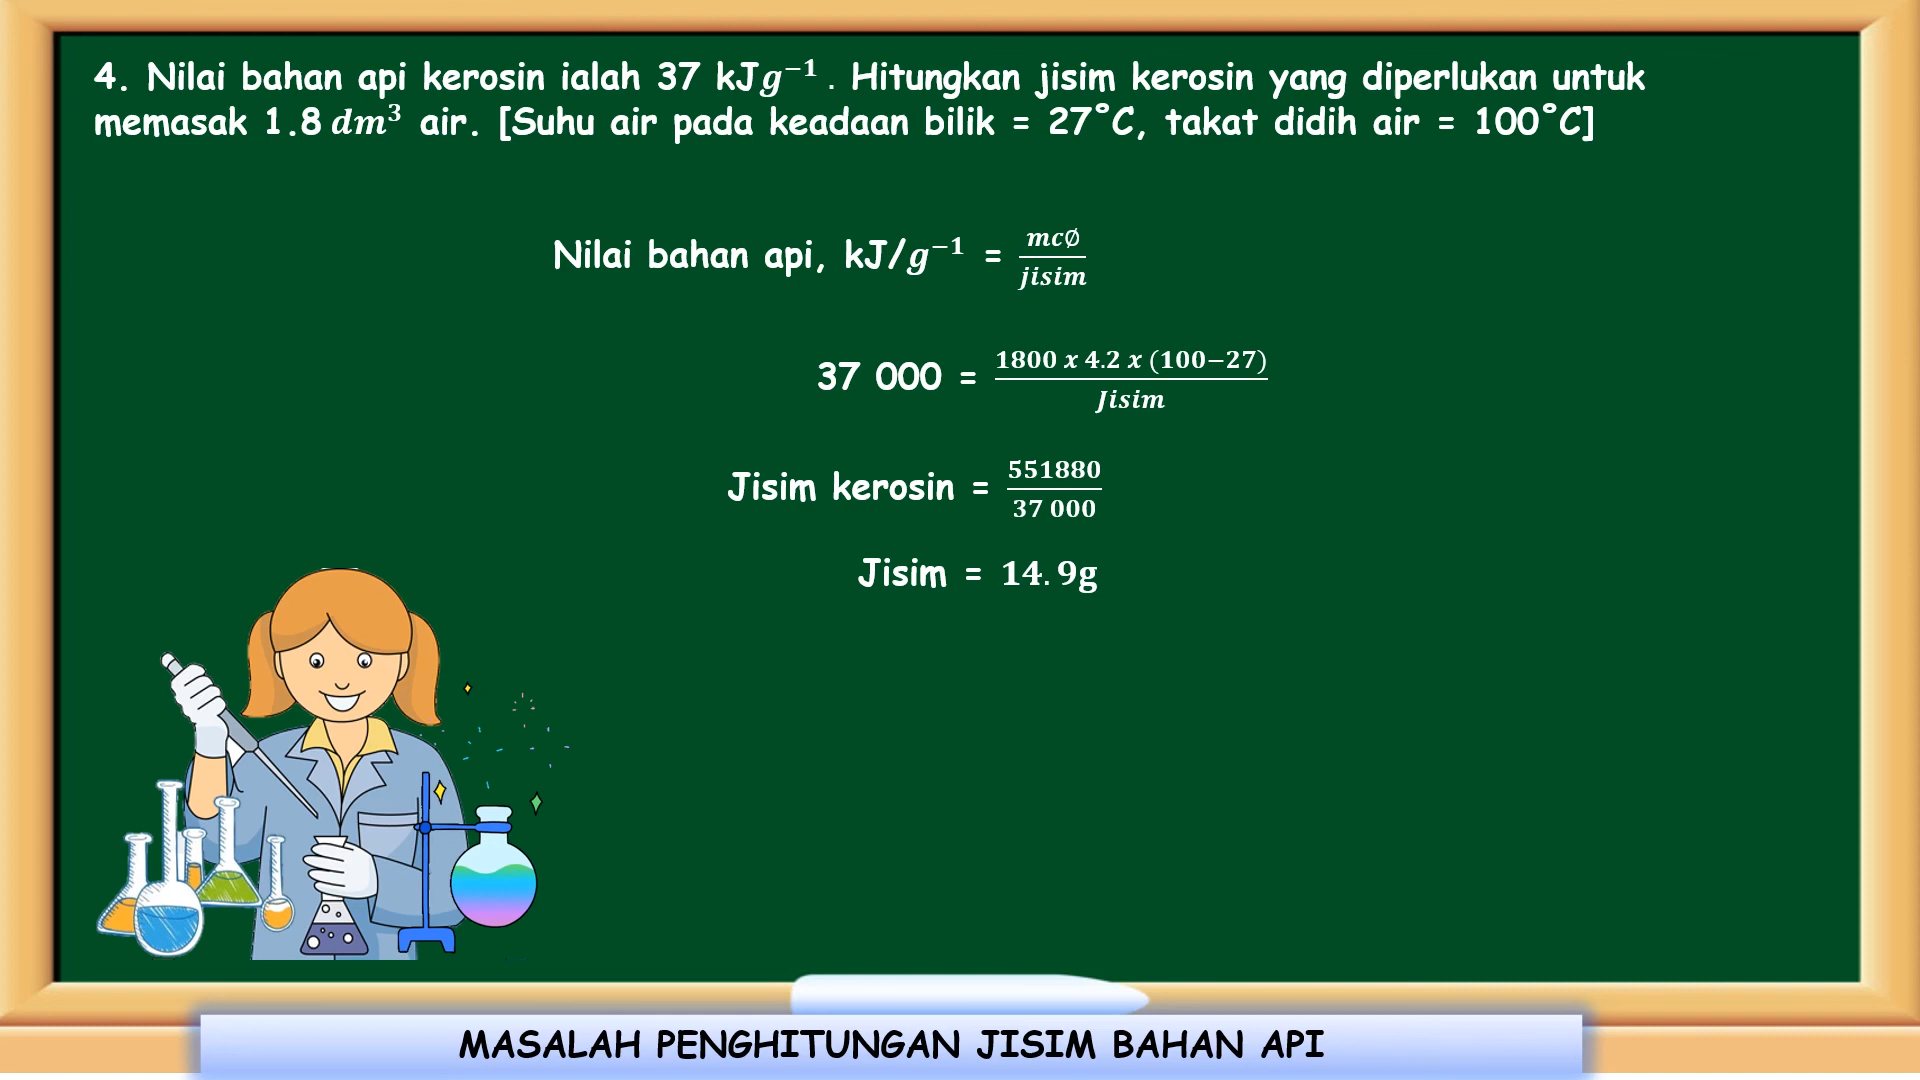 4. Nilai bahan api kerosin ialah 37 kJg⁻¹ . Hitungkan jisim kerosin yang diperlukan untuk
memasak 1.8 dm³ air. [Suhu air pada keadaan bilik = 27°C, takat didih air = 100°C]
Nilai bahan api, kJ/g⁻¹ = mc∅/jisim
37 000 = 1800 x 4.2 x (100−27)/Jisim
Jisim kerosin = 551880/37 000
Jisim = 14.9g
MASALAH PENGHITUNGAN JISIM BAHAN API